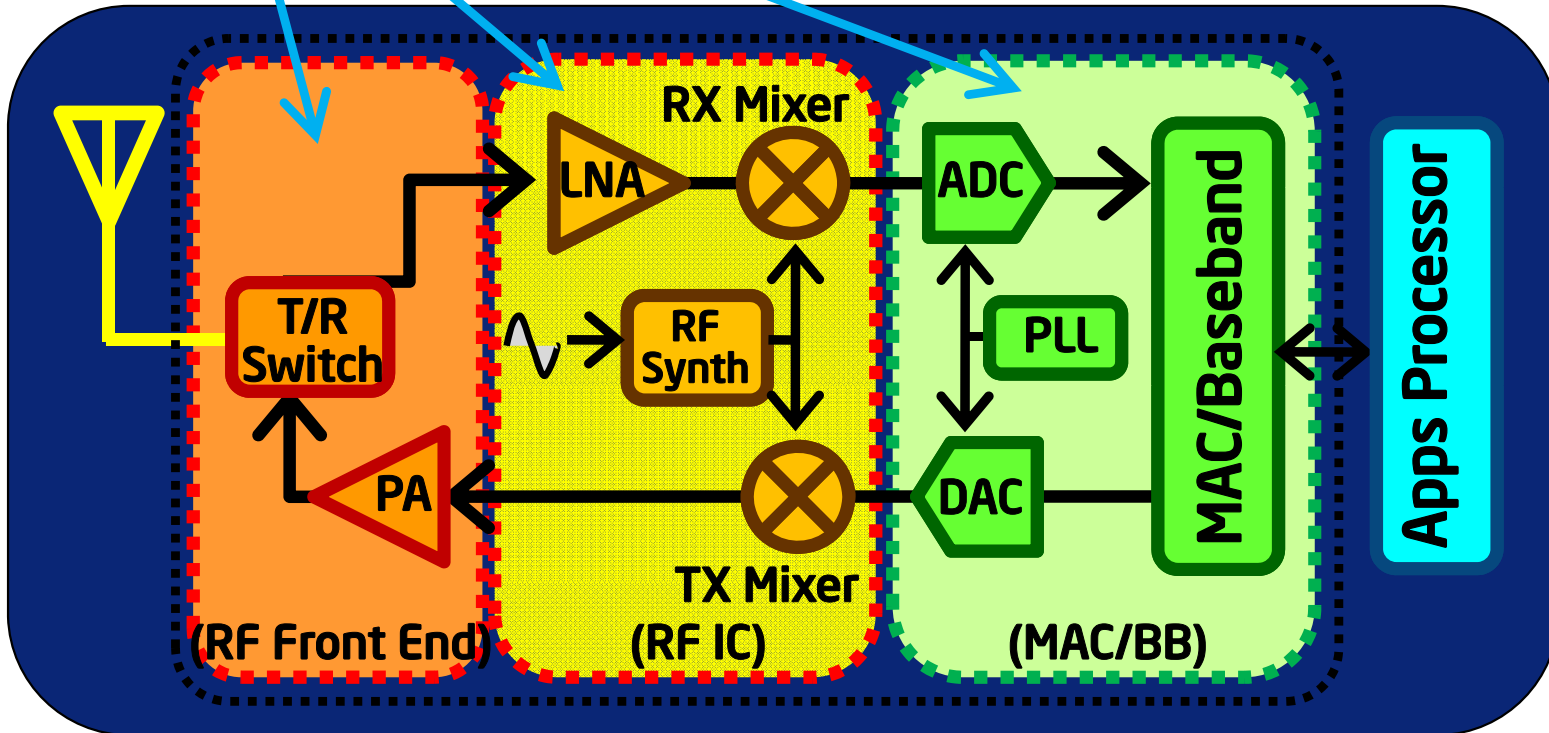 RX Mixer
LNA
ADC
MAC/Baseband
Apps Processor
T/R
Switch
RF
Synth
PLL
PA
DAC
TX Mixer
(RF Front End)
(RF IC)
(MAC/BB)